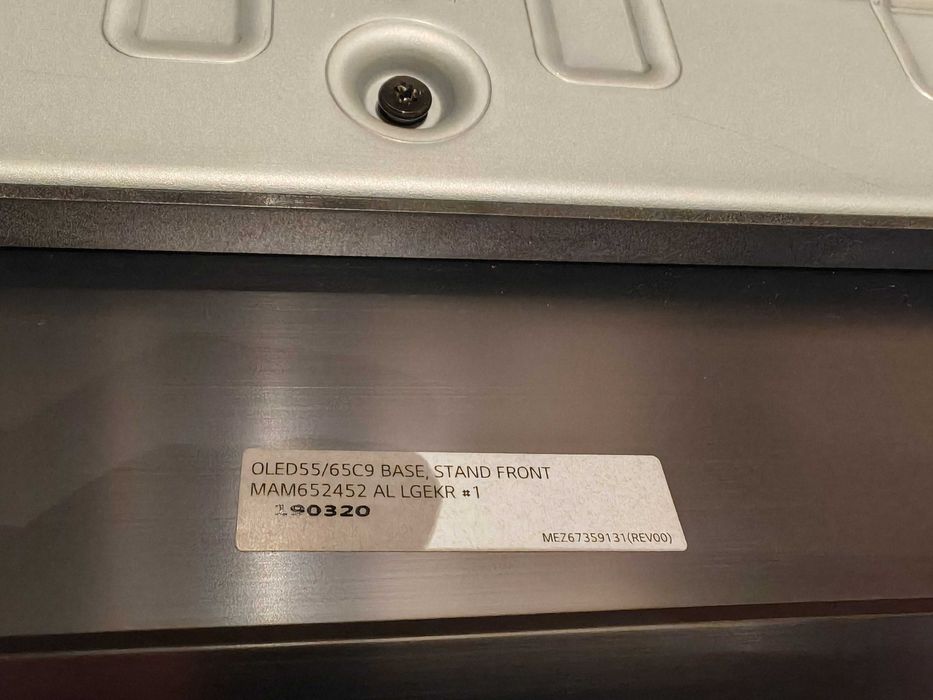 OLED55/65C9 BASE, STAND FRONT
MAM652452 AL LGEKR #1
190320
MEZ67359131(REV00)